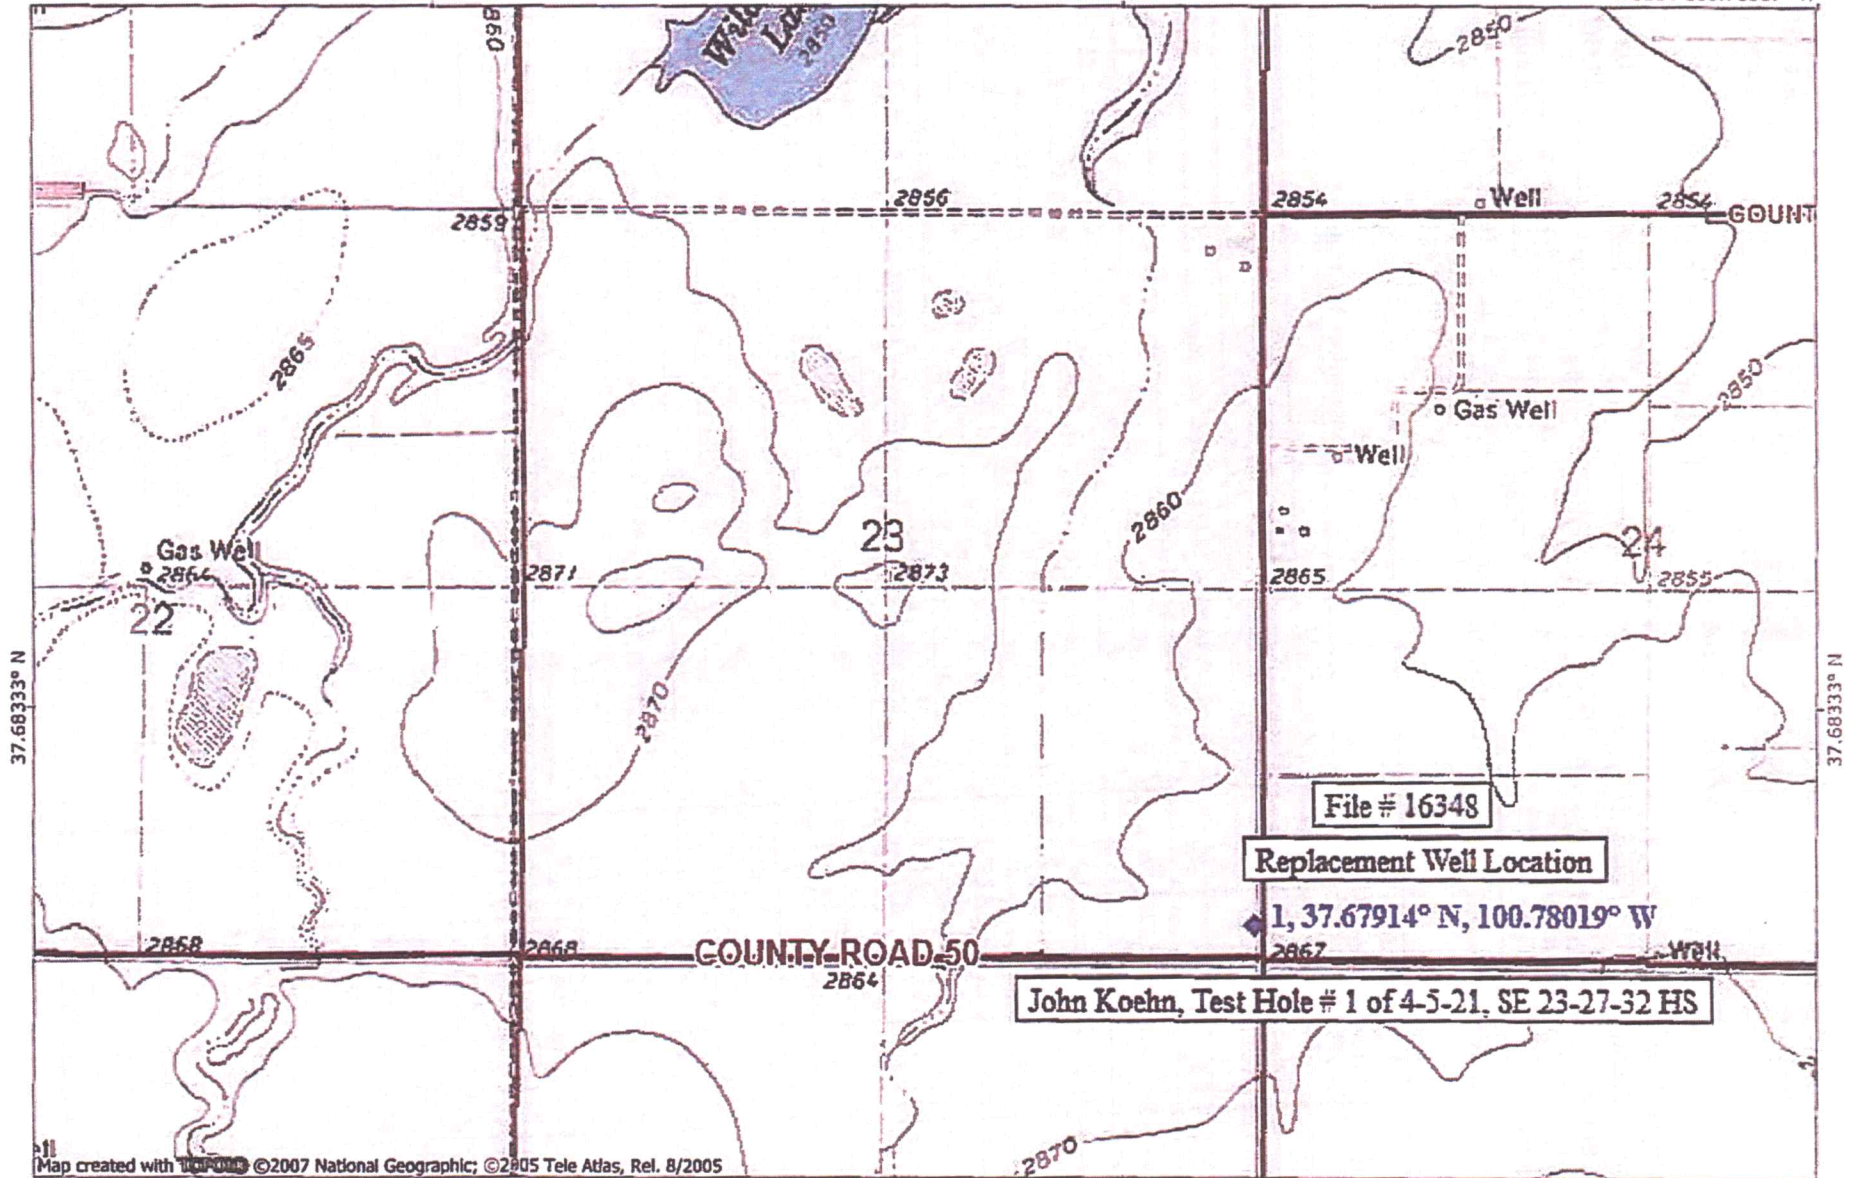 2850
2850
860
2856
2854
Well
2854
COUNT
2859
2865
2850
Gas Well
Well
2860
23
24
Gas Well
2864
2871
2873
2865
2855
22
37.68333° N
37.68333° N
2870
File # 16348
Replacement Well Location
1, 37.67914° N, 100.78019° W
2868
2868
COUNTY ROAD 50
2867
Well
2864
John Koehn, Test Hole # 1 of 4-5-21, SE 23-27-32 HS
2870
ell
Map created with ©2007 National Geographic; ©2005 Tele Atlas, Rel. 8/2005